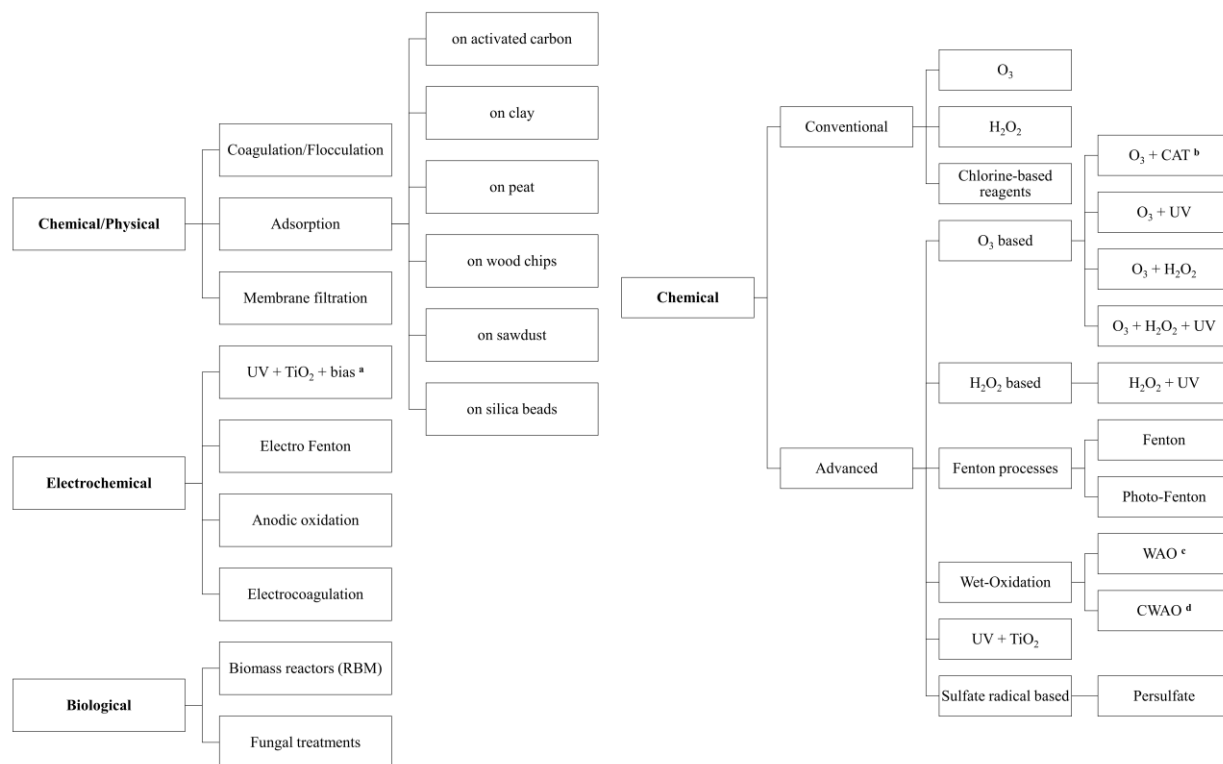 Chemical/Physical
Coagulation/Flocculation
Adsorption
on activated carbon
on clay
on peat
on wood chips
on sawdust
on silica beads
Membrane filtration
Electrochemical
UV + TiO₂ + bias ᵃ
Electro Fenton
Anodic oxidation
Electrocoagulation
Biological
Biomass reactors (RBM)
Fungal treatments
Chemical
Conventional
O₃
H₂O₂
Chlorine-based
reagents
Advanced
O₃ based
O₃ + CAT ᵇ
O₃ + UV
O₃ + H₂O₂
O₃ + H₂O₂ + UV
H₂O₂ based
H₂O₂ + UV
Fenton processes
Fenton
Photo-Fenton
Wet-Oxidation
WAO ᶜ
CWAO ᵈ
UV + TiO₂
Sulfate radical based
Persulfate